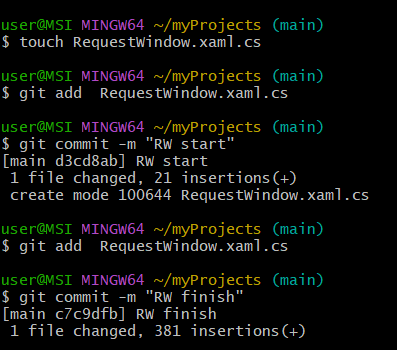 user@MSI MINGW64 ~/myProjects (main)
$ touch RequestWindow.xaml.cs
user@MSI MINGW64 ~/myProjects (main)
$ git add  RequestWindow.xaml.cs
user@MSI MINGW64 ~/myProjects (main)
$ git commit -m "RW start"
[main d3cd8ab] RW start
 1 file changed, 21 insertions(+)
 create mode 100644 RequestWindow.xaml.cs
user@MSI MINGW64 ~/myProjects (main)
$ git add  RequestWindow.xaml.cs
user@MSI MINGW64 ~/myProjects (main)
$ git commit -m "RW finish"
[main c7c9dfb] RW finish
 1 file changed, 381 insertions(+)